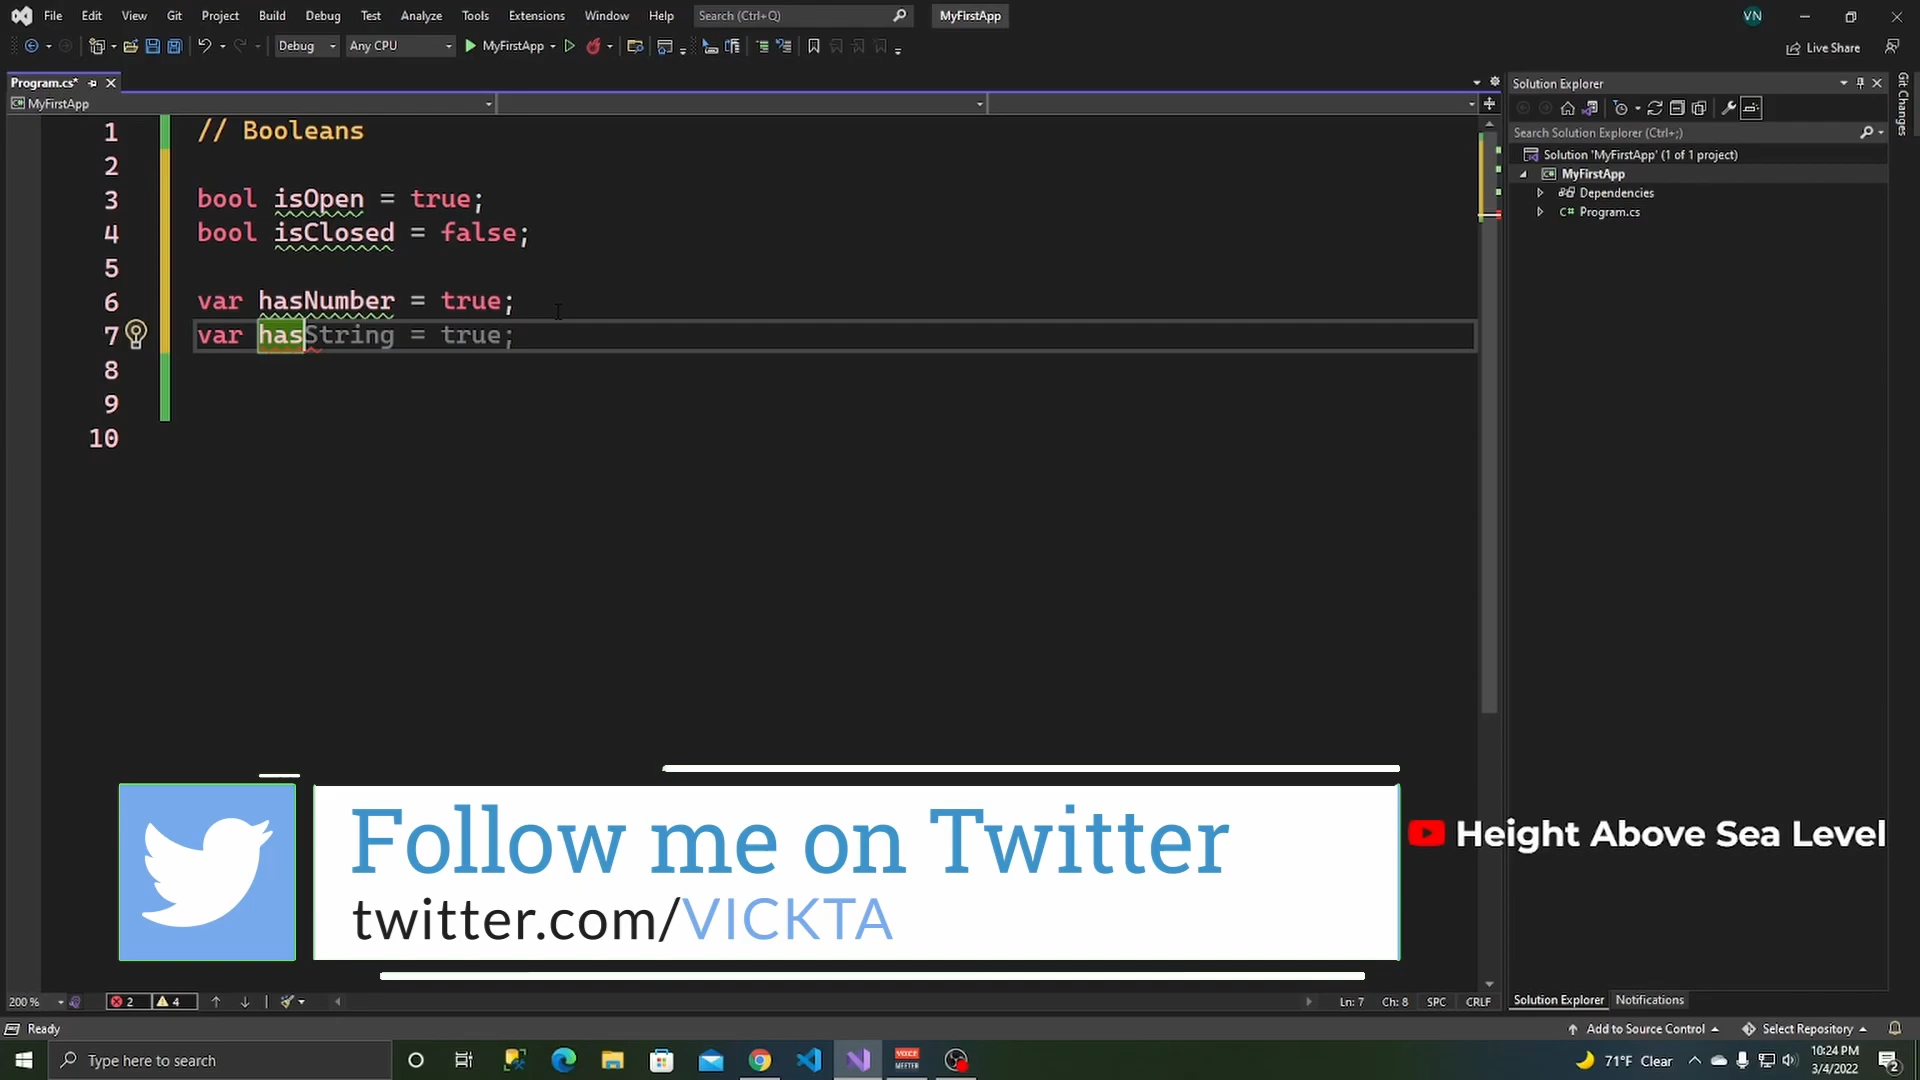 File Edit View Git Project Build Debug Test Analyze Tools Extensions Window Help Search (Ctrl+Q) MyFirstApp VN
Debug Any CPU MyFirstApp Live Share
Program.cs* Solution Explorer
MyFirstApp
Git Changes
Search Solution Explorer (Ctrl+;)
Solution 'MyFirstApp' (1 of 1 project)
MyFirstApp
Dependencies
C# Program.cs
1 // Booleans
2
3 bool isOpen = true;
4 bool isClosed = false;
5
6 var hasNumber = true;
7 var hasString = true;
8
9
10
Follow me on Twitter
twitter.com/VICKTA
Height Above Sea Level
200 % 2 4 Ln: 7 Ch: 8 SPC CRLF
Solution Explorer Notifications
Ready Add to Source Control Select Repository
Type here to search VOICE MEETER 71°F Clear 10:24 PM
3/4/2022 2